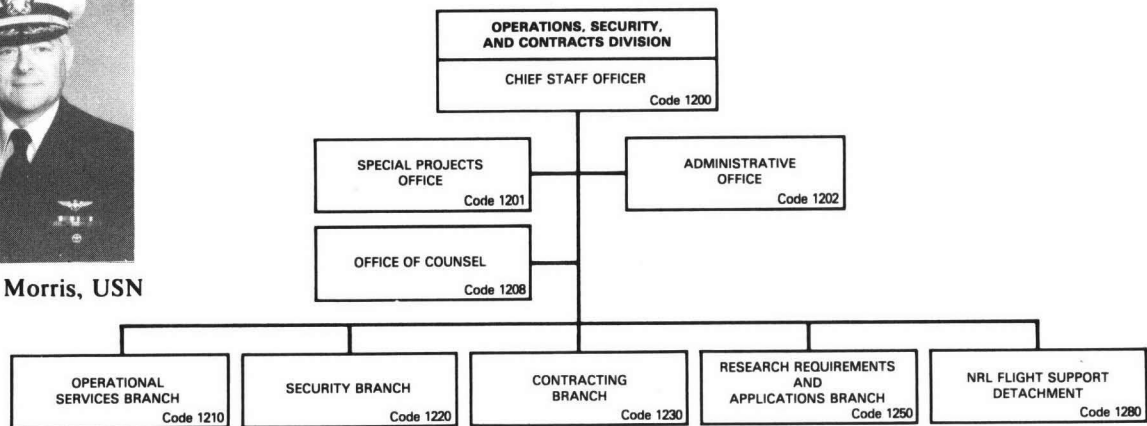 OPERATIONS, SECURITY,
AND CONTRACTS DIVISION
CHIEF STAFF OFFICER
Code 1200
SPECIAL PROJECTS
OFFICE
Code 1201
ADMINISTRATIVE
OFFICE
Code 1202
OFFICE OF COUNSEL
Code 1208
Morris, USN
OPERATIONAL
SERVICES BRANCH
Code 1210
SECURITY BRANCH
Code 1220
CONTRACTING
BRANCH
Code 1230
RESEARCH REQUIREMENTS
AND
APPLICATIONS BRANCH
Code 1250
NRL FLIGHT SUPPORT
DETACHMENT
Code 1280